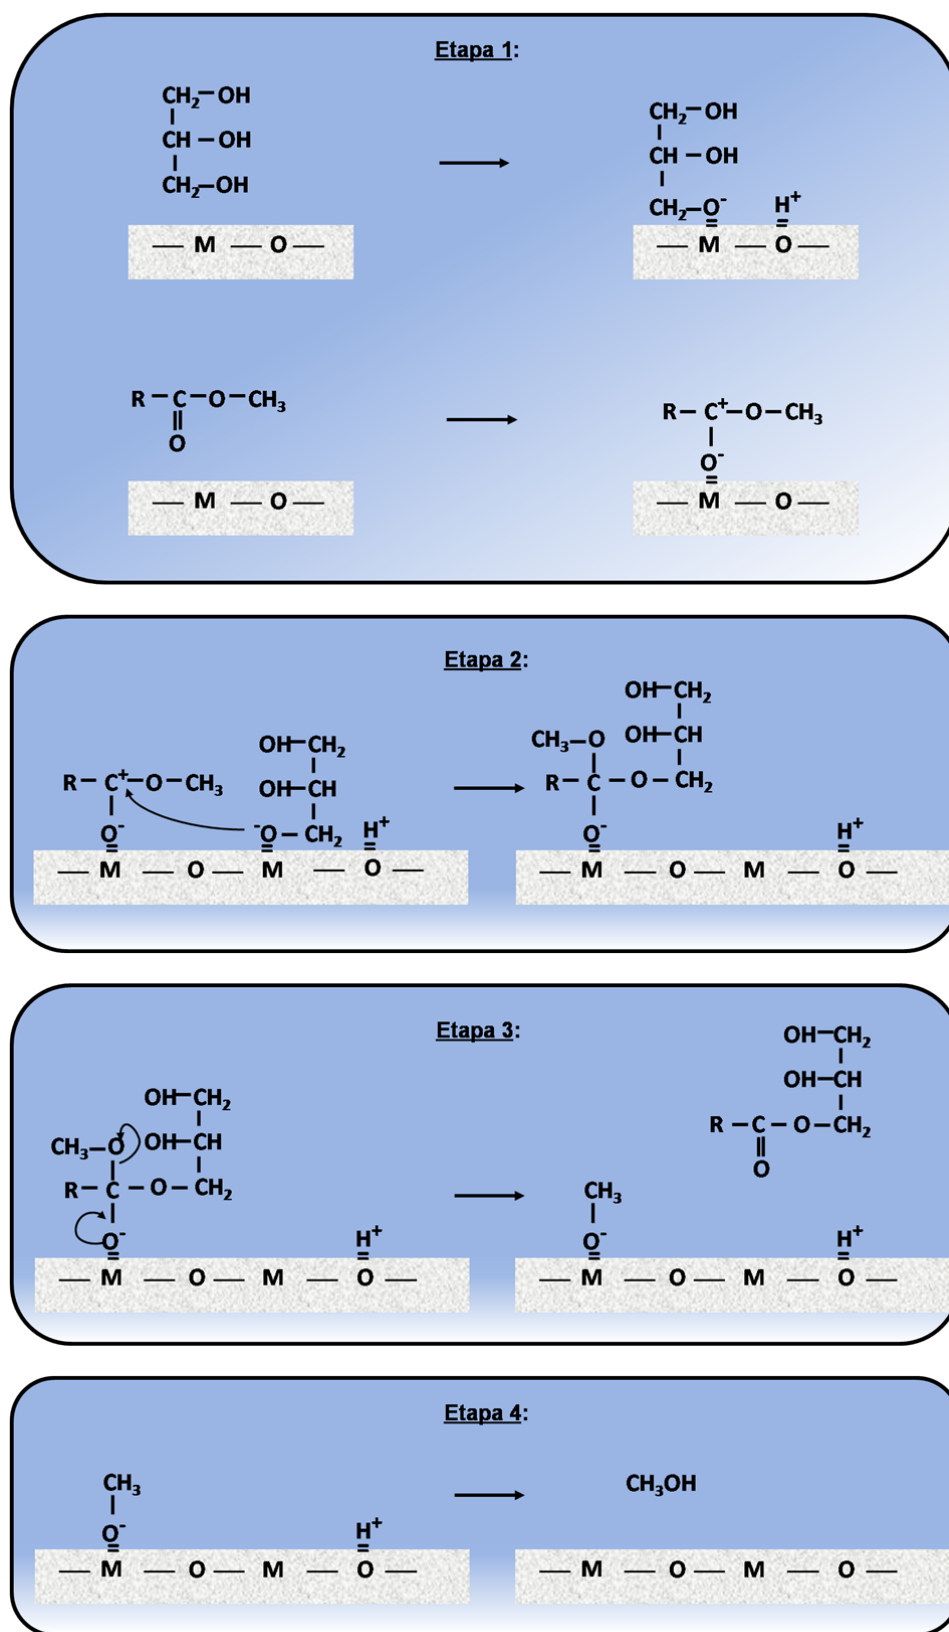 Etapa 1:
CH₂–OH
CH – OH
CH₂–OH
— M — O —
CH₂–OH
CH – OH
CH₂–O⁻ H⁺
— M — O —
R – C – O – CH₃
O
— M — O —
R – C⁺– O – CH₃
O⁻
— M — O —
Etapa 2:
OH–CH₂
OH–CH
R – C⁺– O – CH₃
O⁻ ⁻O – CH₂ H⁺
— M — O — M — O —
OH–CH₂
CH₃–O OH–CH
R – C – O – CH₂
O⁻ H⁺
— M — O — M — O —
Etapa 3:
OH–CH₂
CH₃–O OH–CH
R – C – O – CH₂
O⁻ H⁺
— M — O — M — O —
OH–CH₂
OH–CH
R – C – O – CH₂
O
CH₃
O⁻ H⁺
— M — O — M — O —
Etapa 4:
CH₃
O⁻ H⁺
— M — O — M — O —
CH₃OH
— M — O — M — O —